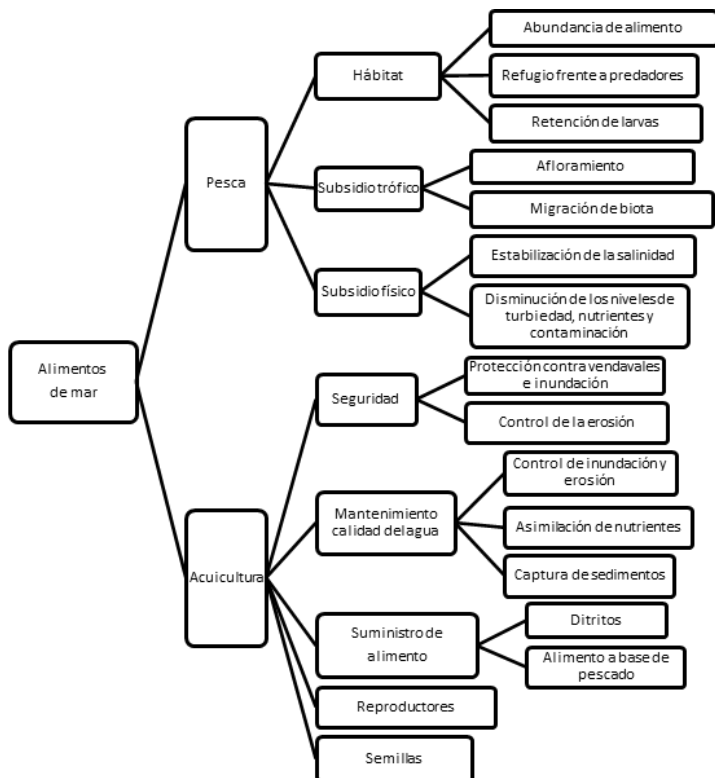 Alimentos
de mar
Pesca
Hábitat
Abundancia de alimento
Refugio frente a predadores
Retención de larvas
Subsidio trófico
Afloramiento
Migración de biota
Subsidio físico
Estabilización de la salinidad
Disminución de los niveles de
turbiedad, nutrientes y
contaminación
Acuicultura
Seguridad
Protección contra vendavales
e inundación
Control de la erosión
Mantenimiento
calidad del agua
Control de inundación y
erosión
Asimilación de nutrientes
Captura de sedimentos
Suministro de
alimento
Ditritos
Alimento a base de
pescado
Reproductores
Semillas